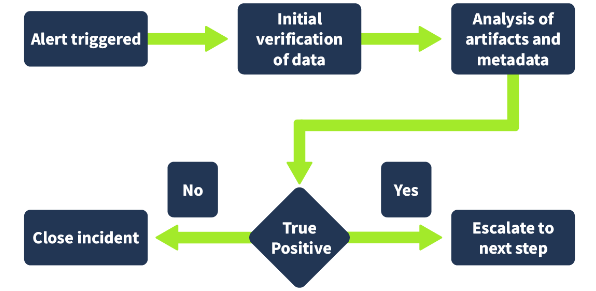 Alert triggered
Initial
verification
of data
Analysis of
artifacts and
metadata
No
Yes
Close incident
True
Positive
Escalate to
next step